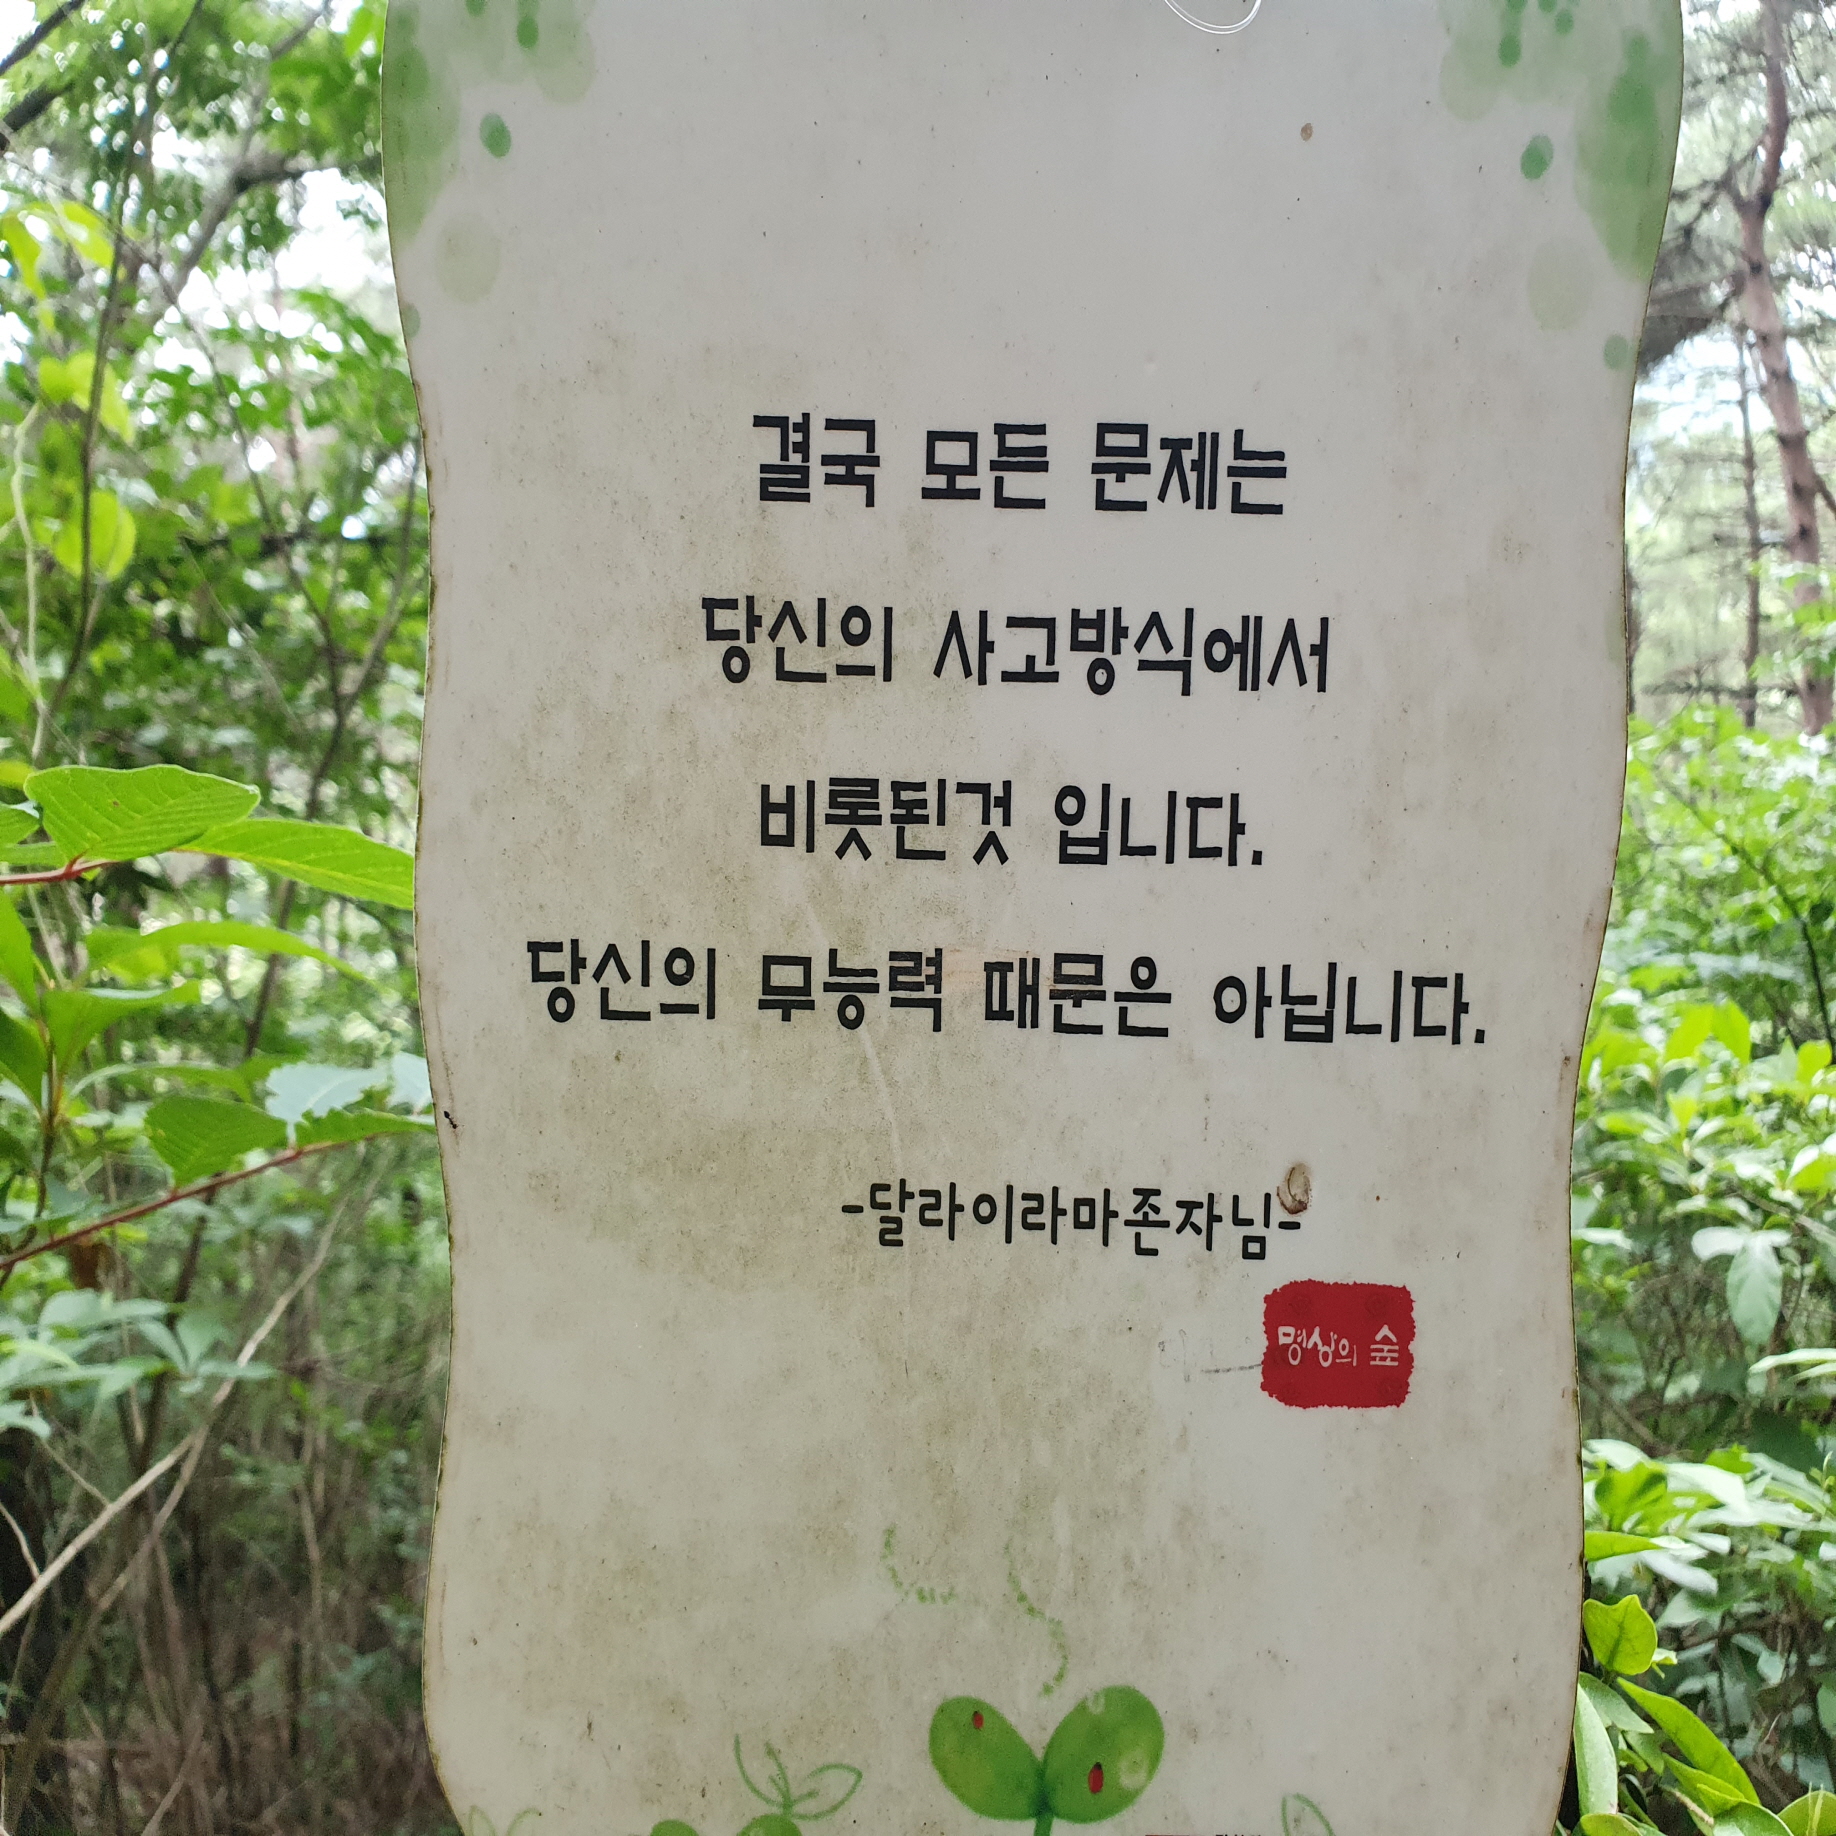 결국 모든 문제는
당신의 사고방식에서
비롯된것 입니다.
당신의 무능력 때문은 아닙니다.
-달라이라마존자님-
명상의 숲